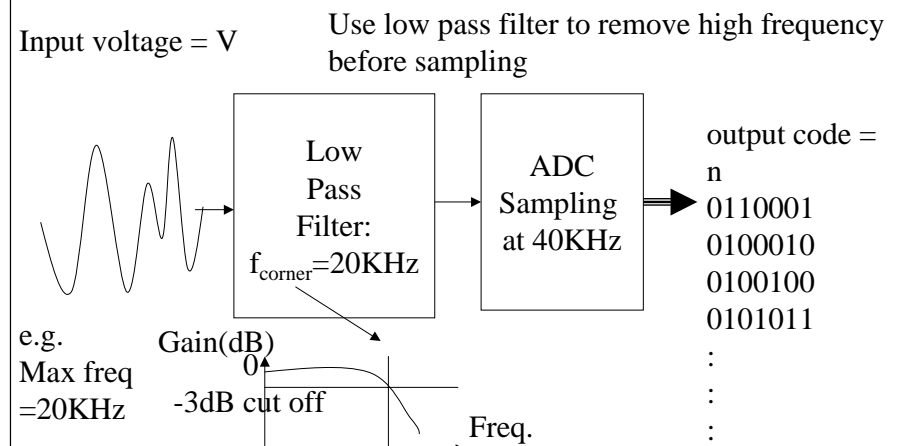 Input voltage = V
Use low pass filter to remove high frequency
before sampling
Low
Pass
Filter:
f_corner=20KHz
ADC
Sampling
at 40KHz
output code =
n
0110001
0100010
0100100
0101011
:
:
:
e.g.
Max freq
=20KHz
Gain(dB)
0
-3dB cut off
Freq.